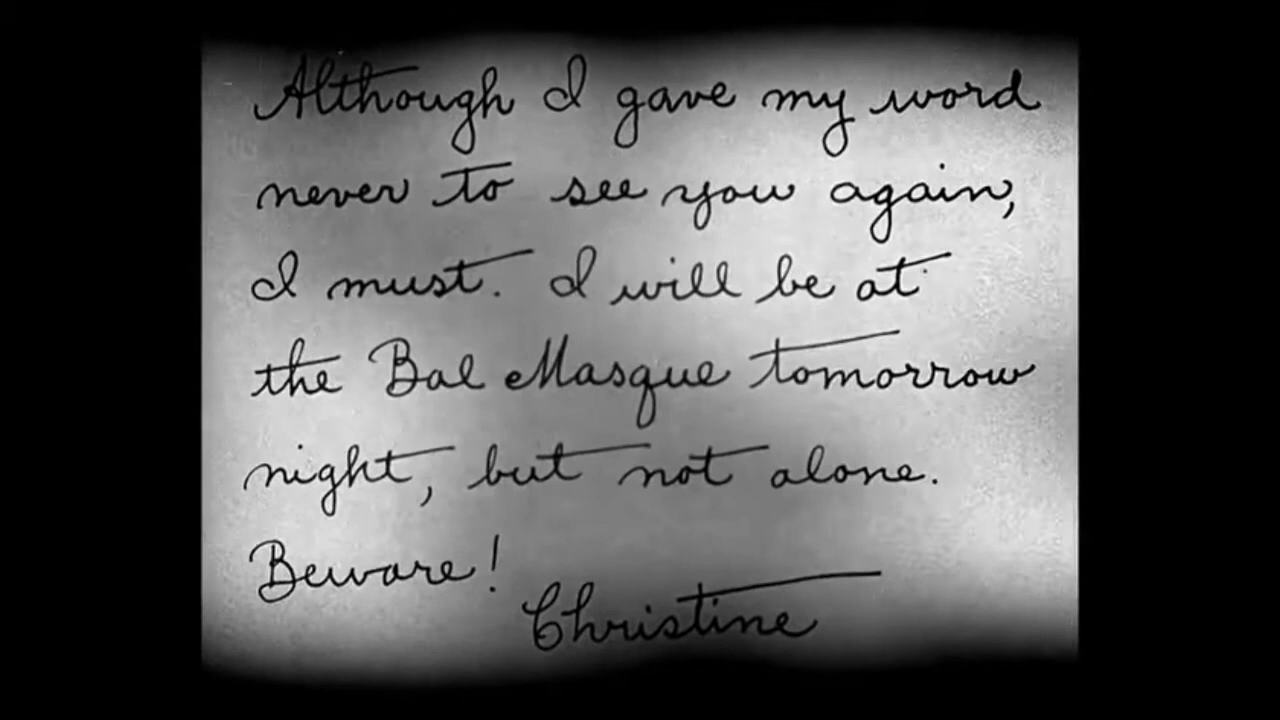 Although I gave my word
never to see you again,
I must. I will be at
the Bal Masque tomorrow
night, but not alone.
Beware!
Christine